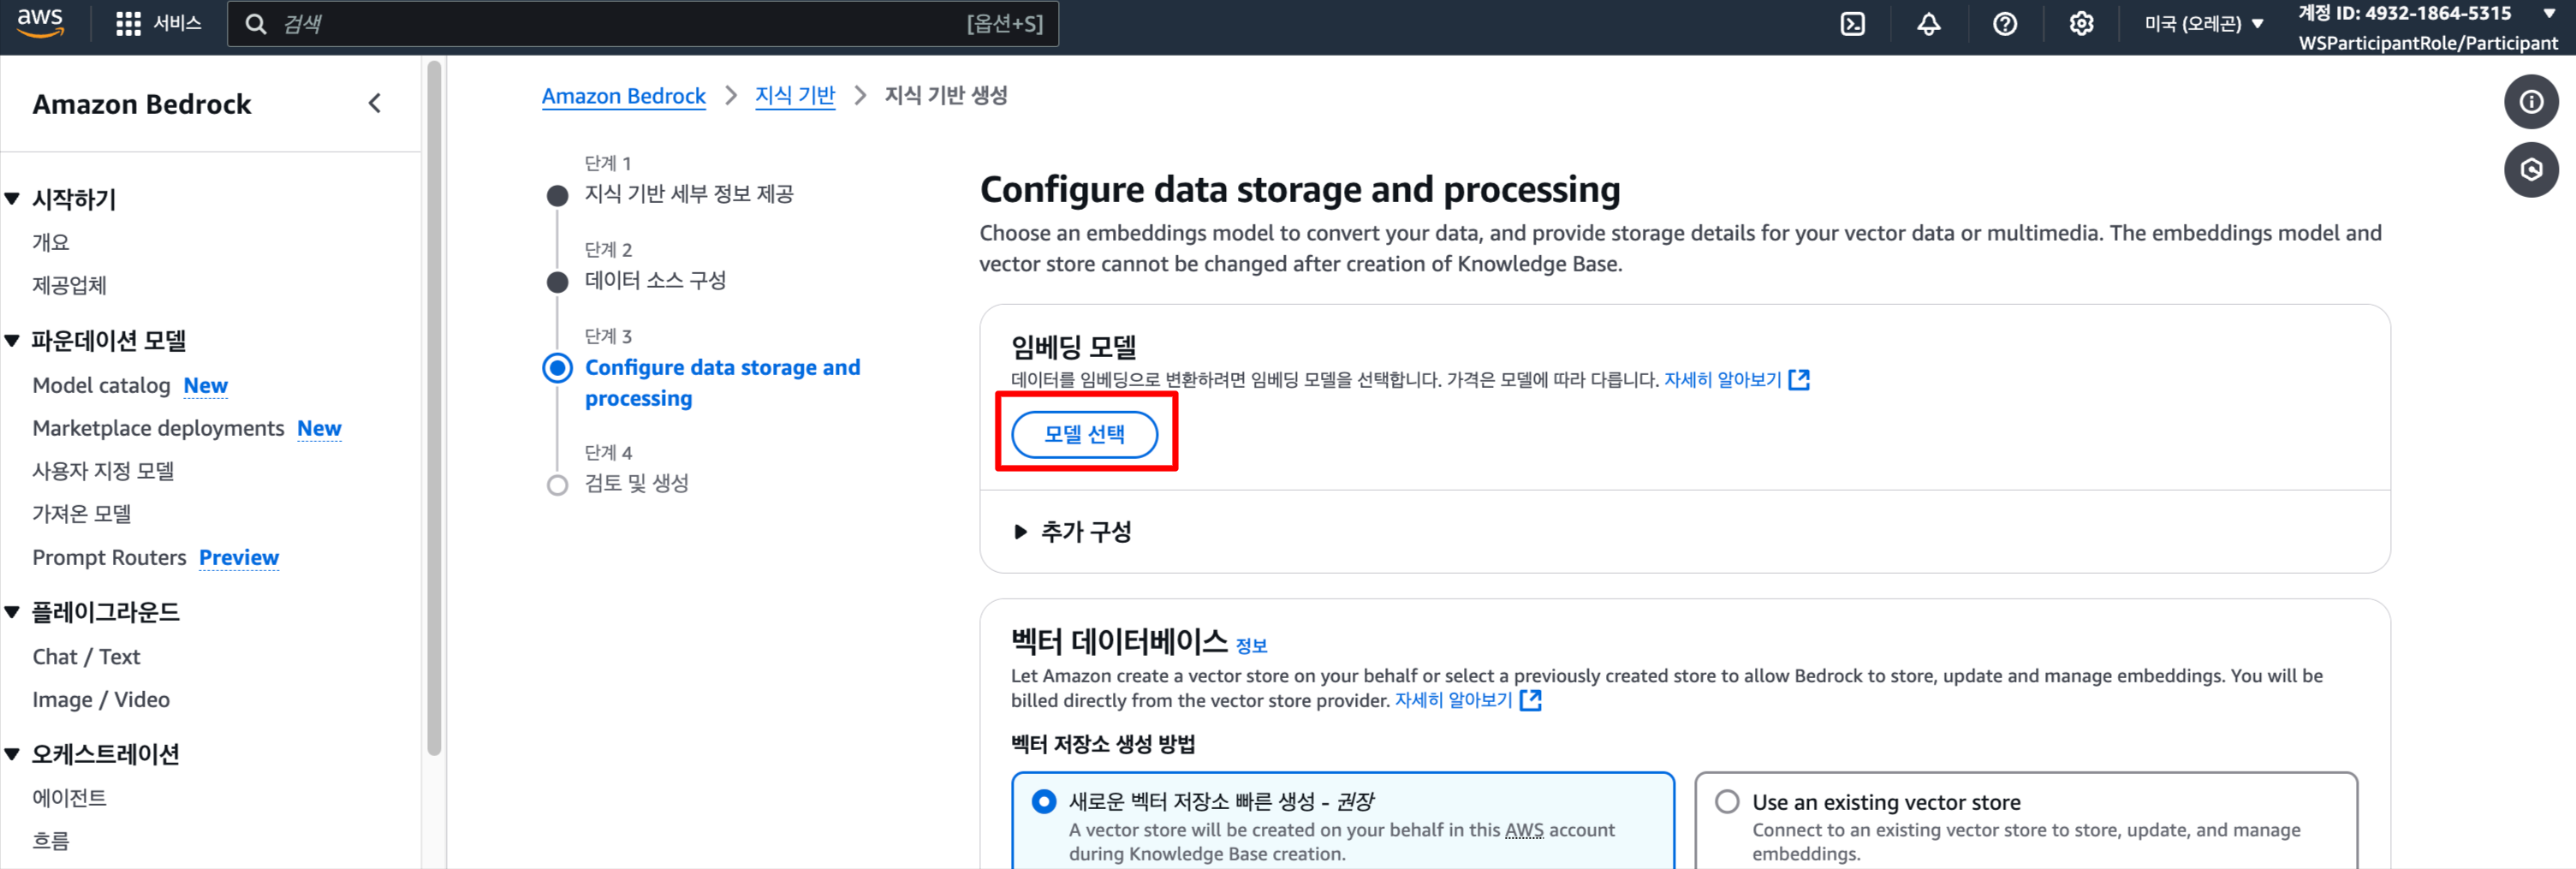 aws
서비스
검색
[옵션+S]
미국 (오레곤)
계정 ID: 4932-1864-5315
WSParticipantRole/Participant
Amazon Bedrock
시작하기
개요
제공업체
파운데이션 모델
Model catalog New
Marketplace deployments New
사용자 지정 모델
가져온 모델
Prompt Routers Preview
플레이그라운드
Chat / Text
Image / Video
오케스트레이션
에이전트
흐름
Amazon Bedrock
지식 기반
지식 기반 생성
단계 1
지식 기반 세부 정보 제공
단계 2
데이터 소스 구성
단계 3
Configure data storage and
processing
단계 4
검토 및 생성
Configure data storage and processing
Choose an embeddings model to convert your data, and provide storage details for your vector data or multimedia. The embeddings model and
vector store cannot be changed after creation of Knowledge Base.
임베딩 모델
데이터를 임베딩으로 변환하려면 임베딩 모델을 선택합니다. 가격은 모델에 따라 다릅니다. 자세히 알아보기
모델 선택
추가 구성
벡터 데이터베이스 정보
Let Amazon create a vector store on your behalf or select a previously created store to allow Bedrock to store, update and manage embeddings. You will be
billed directly from the vector store provider. 자세히 알아보기
벡터 저장소 생성 방법
새로운 벡터 저장소 빠른 생성 - 권장
A vector store will be created on your behalf in this AWS account
during Knowledge Base creation.
Use an existing vector store
Connect to an existing vector store to store, update, and manage
embeddings.